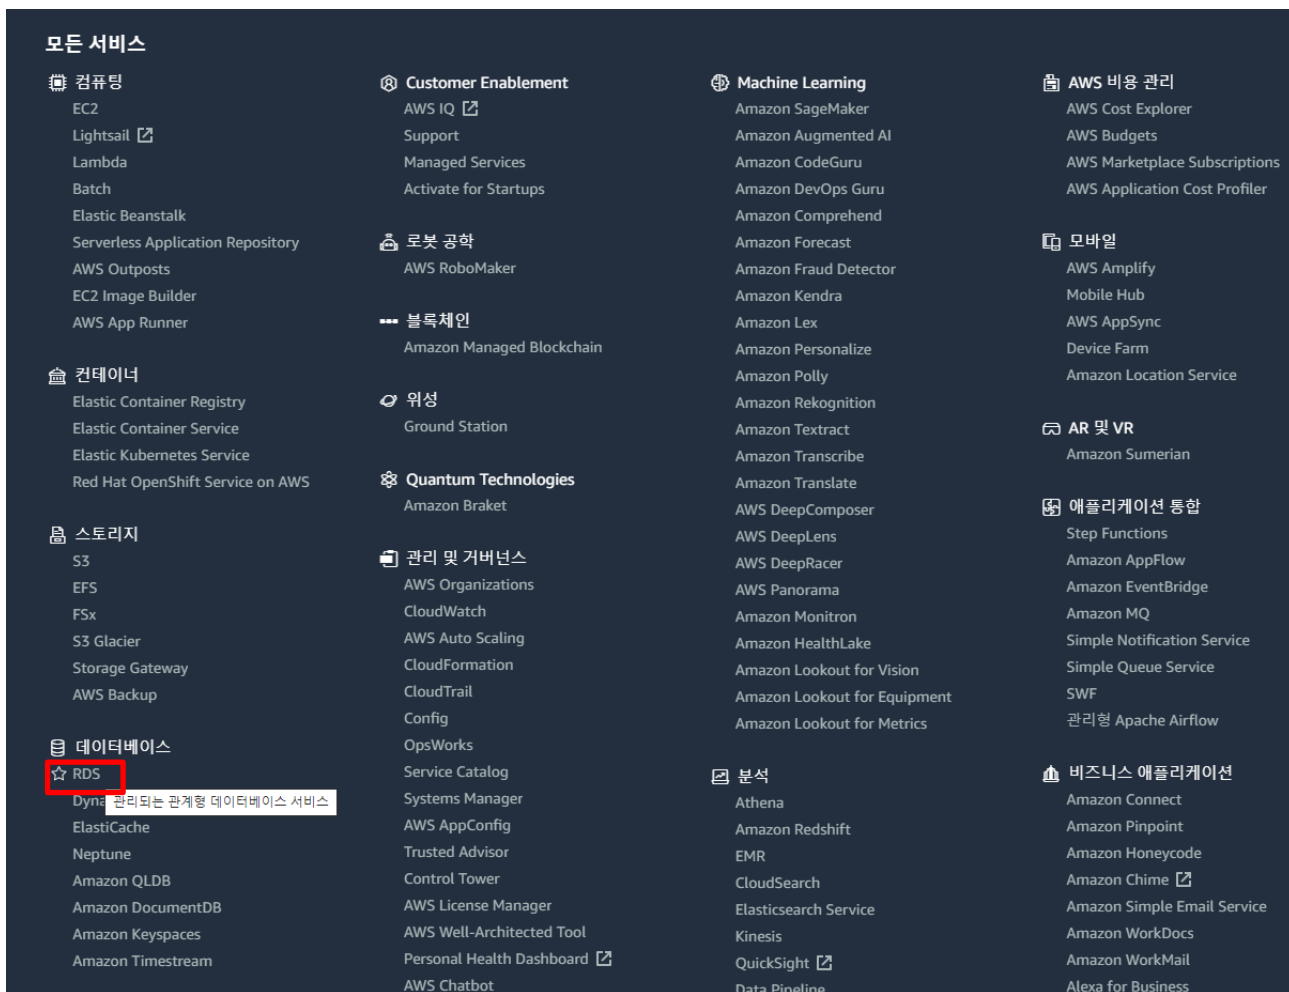 모든 서비스
컴퓨팅
EC2
Lightsail
Lambda
Batch
Elastic Beanstalk
Serverless Application Repository
AWS Outposts
EC2 Image Builder
AWS App Runner
컨테이너
Elastic Container Registry
Elastic Container Service
Elastic Kubernetes Service
Red Hat OpenShift Service on AWS
스토리지
S3
EFS
FSx
S3 Glacier
Storage Gateway
AWS Backup
데이터베이스
RDS
Dyna
관리되는 관계형 데이터베이스 서비스
ElastiCache
Neptune
Amazon QLDB
Amazon DocumentDB
Amazon Keyspaces
Amazon Timestream
Customer Enablement
AWS IQ
Support
Managed Services
Activate for Startups
로봇 공학
AWS RoboMaker
블록체인
Amazon Managed Blockchain
위성
Ground Station
Quantum Technologies
Amazon Braket
관리 및 거버넌스
AWS Organizations
CloudWatch
AWS Auto Scaling
CloudFormation
CloudTrail
Config
OpsWorks
Service Catalog
Systems Manager
AWS AppConfig
Trusted Advisor
Control Tower
AWS License Manager
AWS Well-Architected Tool
Personal Health Dashboard
AWS Chatbot
Machine Learning
Amazon SageMaker
Amazon Augmented AI
Amazon CodeGuru
Amazon DevOps Guru
Amazon Comprehend
Amazon Forecast
Amazon Fraud Detector
Amazon Kendra
Amazon Lex
Amazon Personalize
Amazon Polly
Amazon Rekognition
Amazon Textract
Amazon Transcribe
Amazon Translate
AWS DeepComposer
AWS DeepLens
AWS DeepRacer
AWS Panorama
Amazon Monitron
Amazon HealthLake
Amazon Lookout for Vision
Amazon Lookout for Equipment
Amazon Lookout for Metrics
분석
Athena
Amazon Redshift
EMR
CloudSearch
Elasticsearch Service
Kinesis
QuickSight
Data Pipeline
AWS 비용 관리
AWS Cost Explorer
AWS Budgets
AWS Marketplace Subscriptions
AWS Application Cost Profiler
모바일
AWS Amplify
Mobile Hub
AWS AppSync
Device Farm
Amazon Location Service
AR 및 VR
Amazon Sumerian
애플리케이션 통합
Step Functions
Amazon AppFlow
Amazon EventBridge
Amazon MQ
Simple Notification Service
Simple Queue Service
SWF
관리형 Apache Airflow
비즈니스 애플리케이션
Amazon Connect
Amazon Pinpoint
Amazon Honeycode
Amazon Chime
Amazon Simple Email Service
Amazon WorkDocs
Amazon WorkMail
Alexa for Business